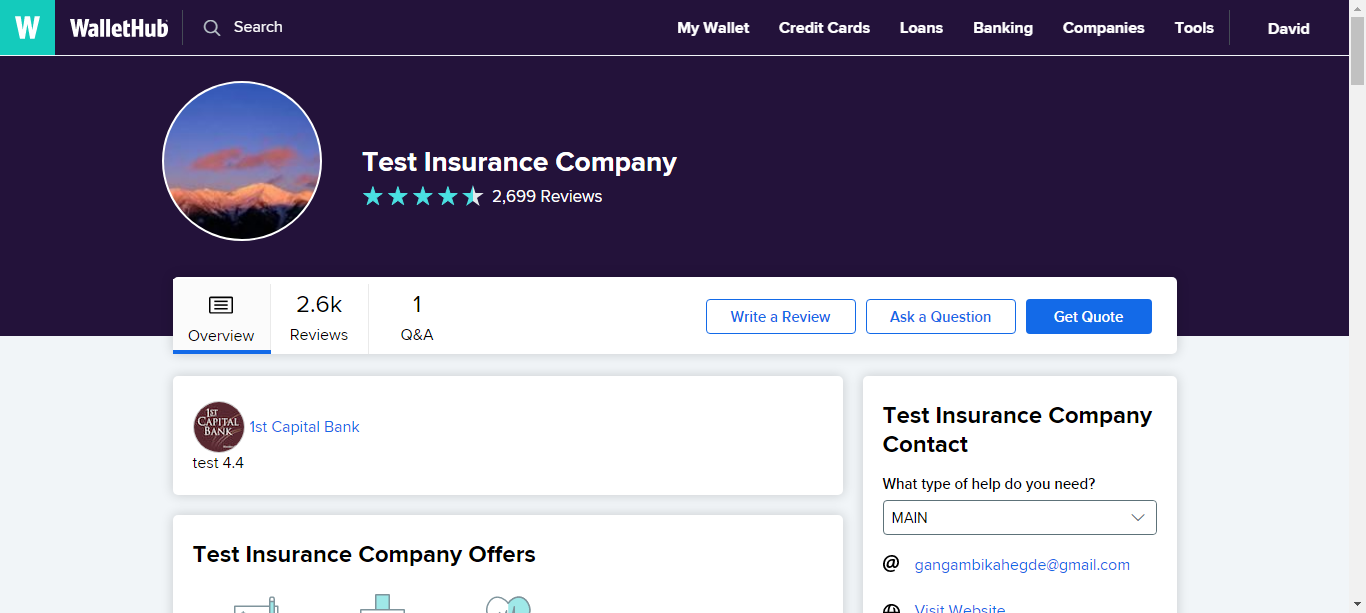 W WalletHub Search My Wallet Credit Cards Loans Banking Companies Tools David
Test Insurance Company
2,699 Reviews
Overview
2.6k
Reviews
1
Q&A
Write a Review
Ask a Question
Get Quote
1ST
CAPITAL
BANK
1st Capital Bank
test 4.4
Test Insurance Company Offers
Test Insurance Company
Contact
What type of help do you need?
MAIN
@ gangambikahegde@gmail.com
Visit Website